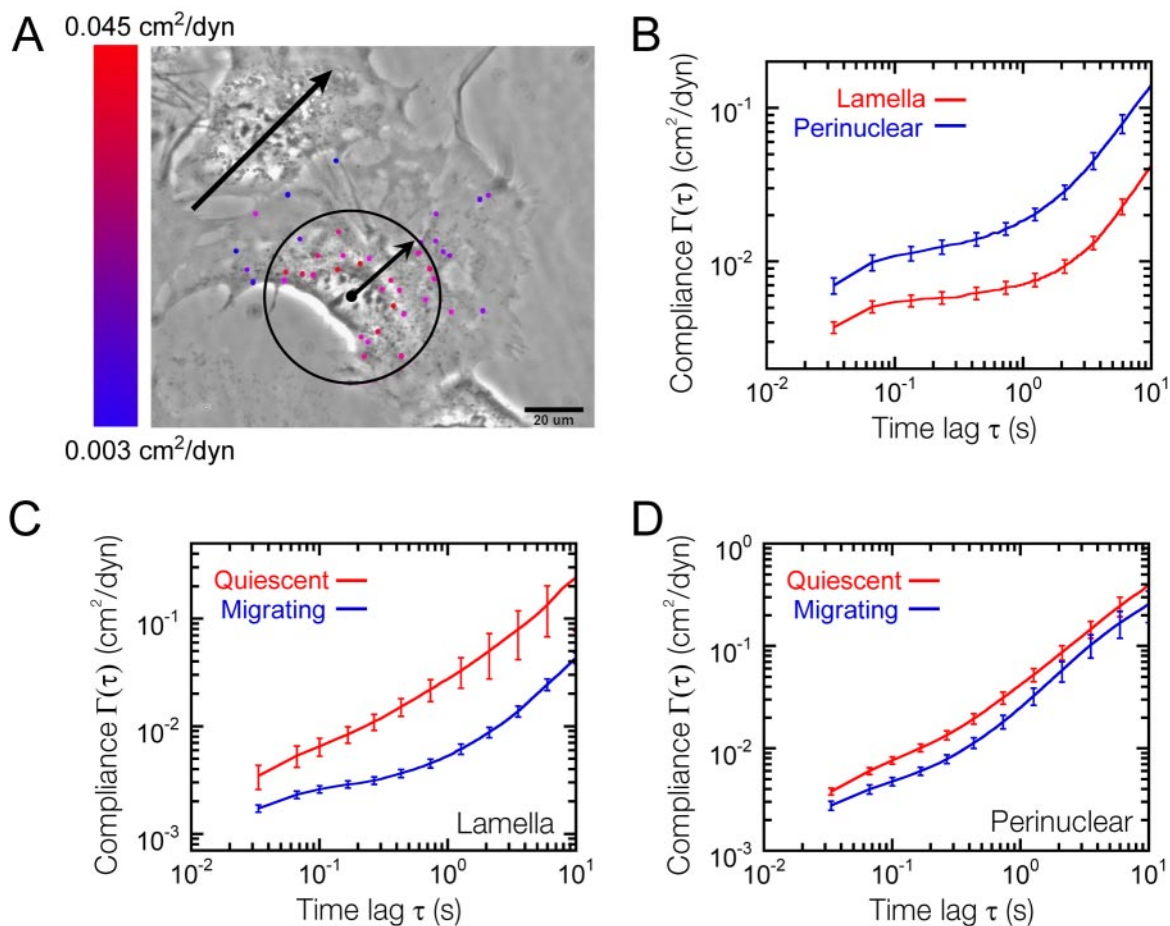 A
0.045 cm²/dyn
0.003 cm²/dyn
20 um
B
Compliance Γ(τ) (cm²/dyn)
10⁻¹
10⁻²
Lamella
Perinuclear
10⁻² 10⁻¹ 10⁰ 10¹
Time lag τ (s)
C
Compliance Γ(τ) (cm²/dyn)
10⁻¹
10⁻²
10⁻³
Quiescent
Migrating
Lamella
10⁻² 10⁻¹ 10⁰ 10¹
Time lag τ (s)
D
Compliance Γ(τ) (cm²/dyn)
10⁰
10⁻¹
10⁻²
10⁻³
Quiescent
Migrating
Perinuclear
10⁻² 10⁻¹ 10⁰ 10¹
Time lag τ (s)